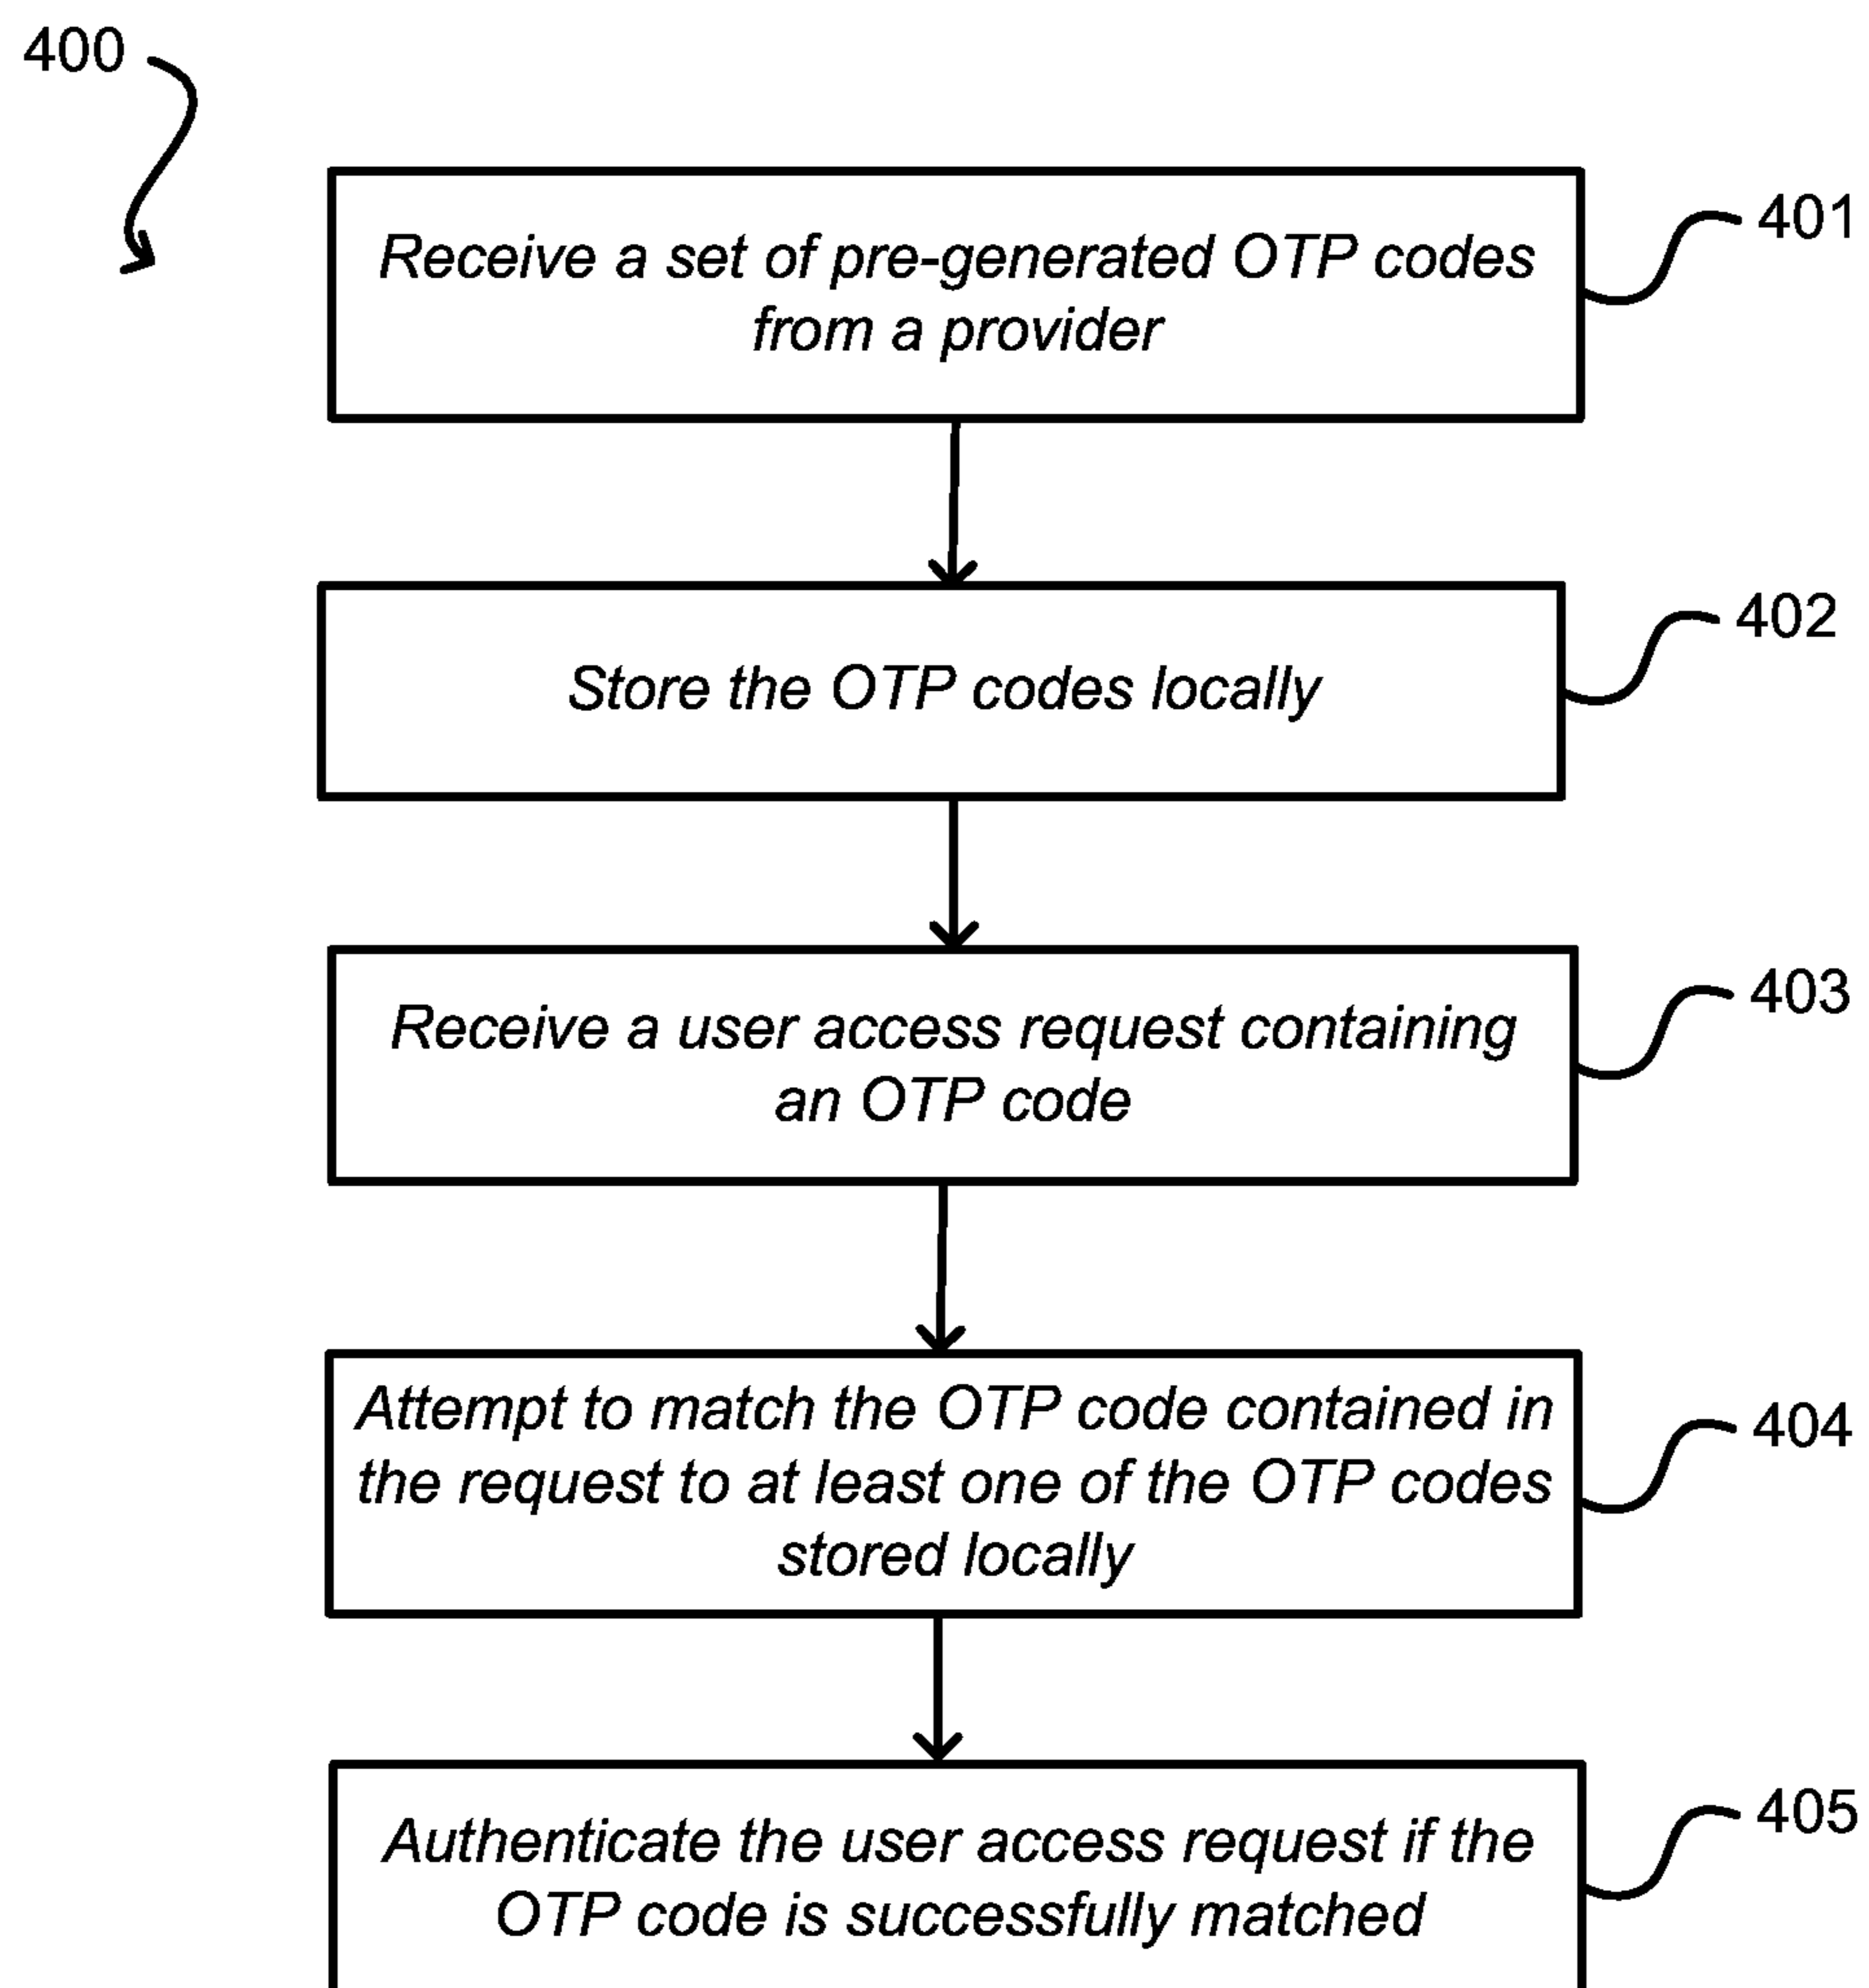 400
Receive a set of pre-generated OTP codes
from a provider
401
Store the OTP codes locally
402
Receive a user access request containing
an OTP code
403
Attempt to match the OTP code contained in
the request to at least one of the OTP codes
stored locally
404
Authenticate the user access request if the
OTP code is successfully matched
405